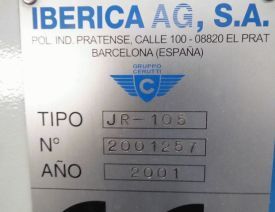 IBERICA AG, S.A.
POL. IND. PRATENSE, CALLE 100 - 08820 EL PRAT
BARCELONA (ESPAÑA)
GRUPPO
CERUTTI
C
TIPO JR-105
Nº 2001257
AÑO 2001